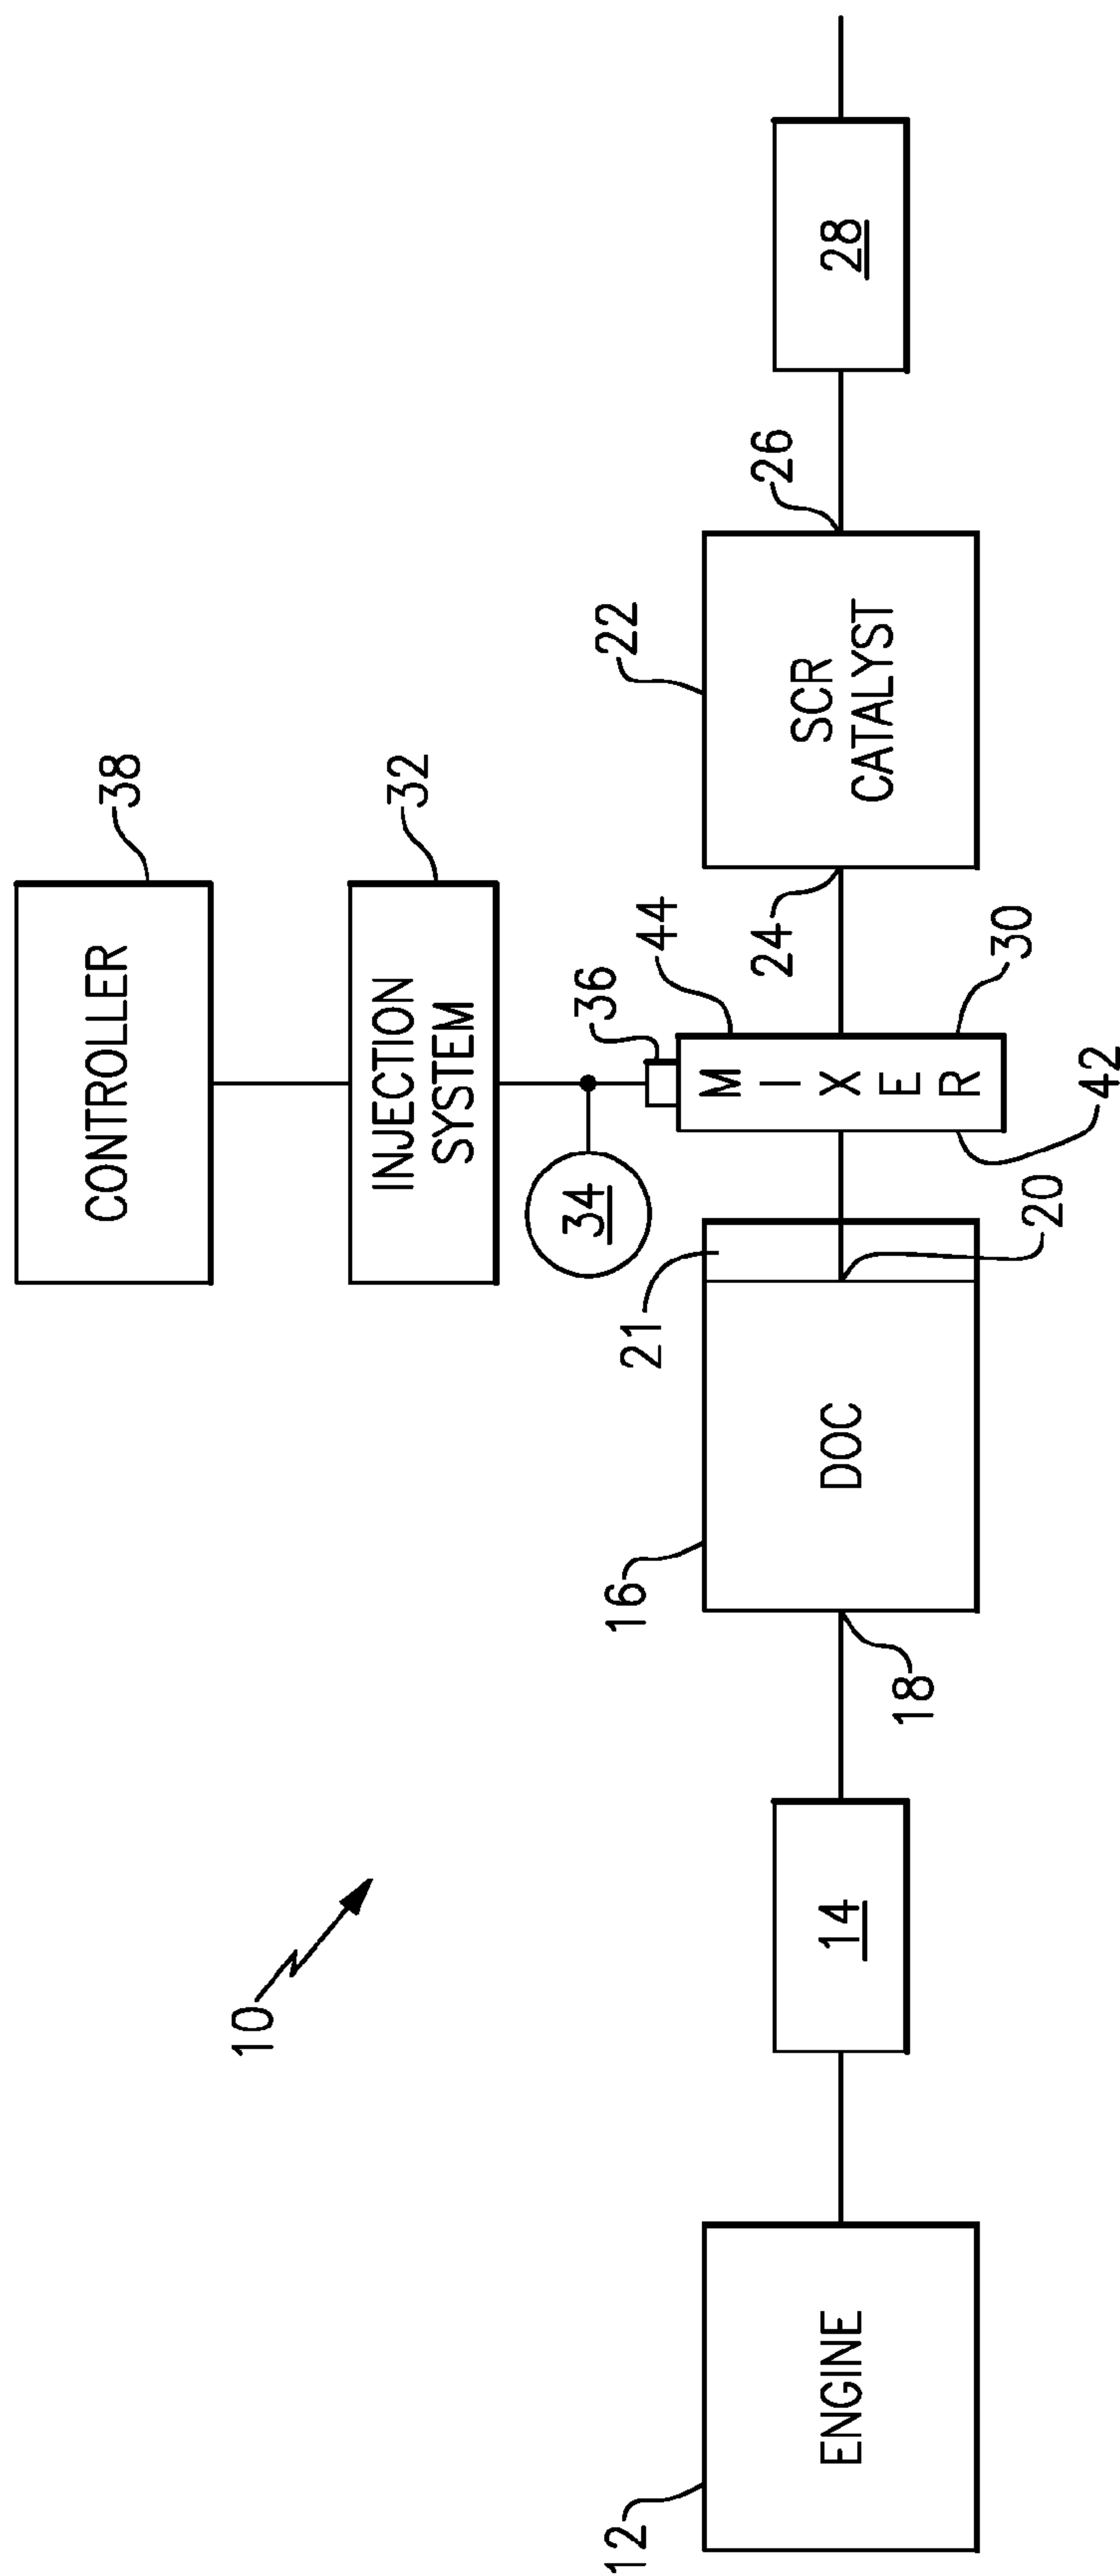 10
CONTROLLER
38
INJECTION
SYSTEM
32
34
36
44
12
ENGINE
14
16
18
DOC
21
20
MIXER
42
30
24
22
SCR
CATALYST
26
28